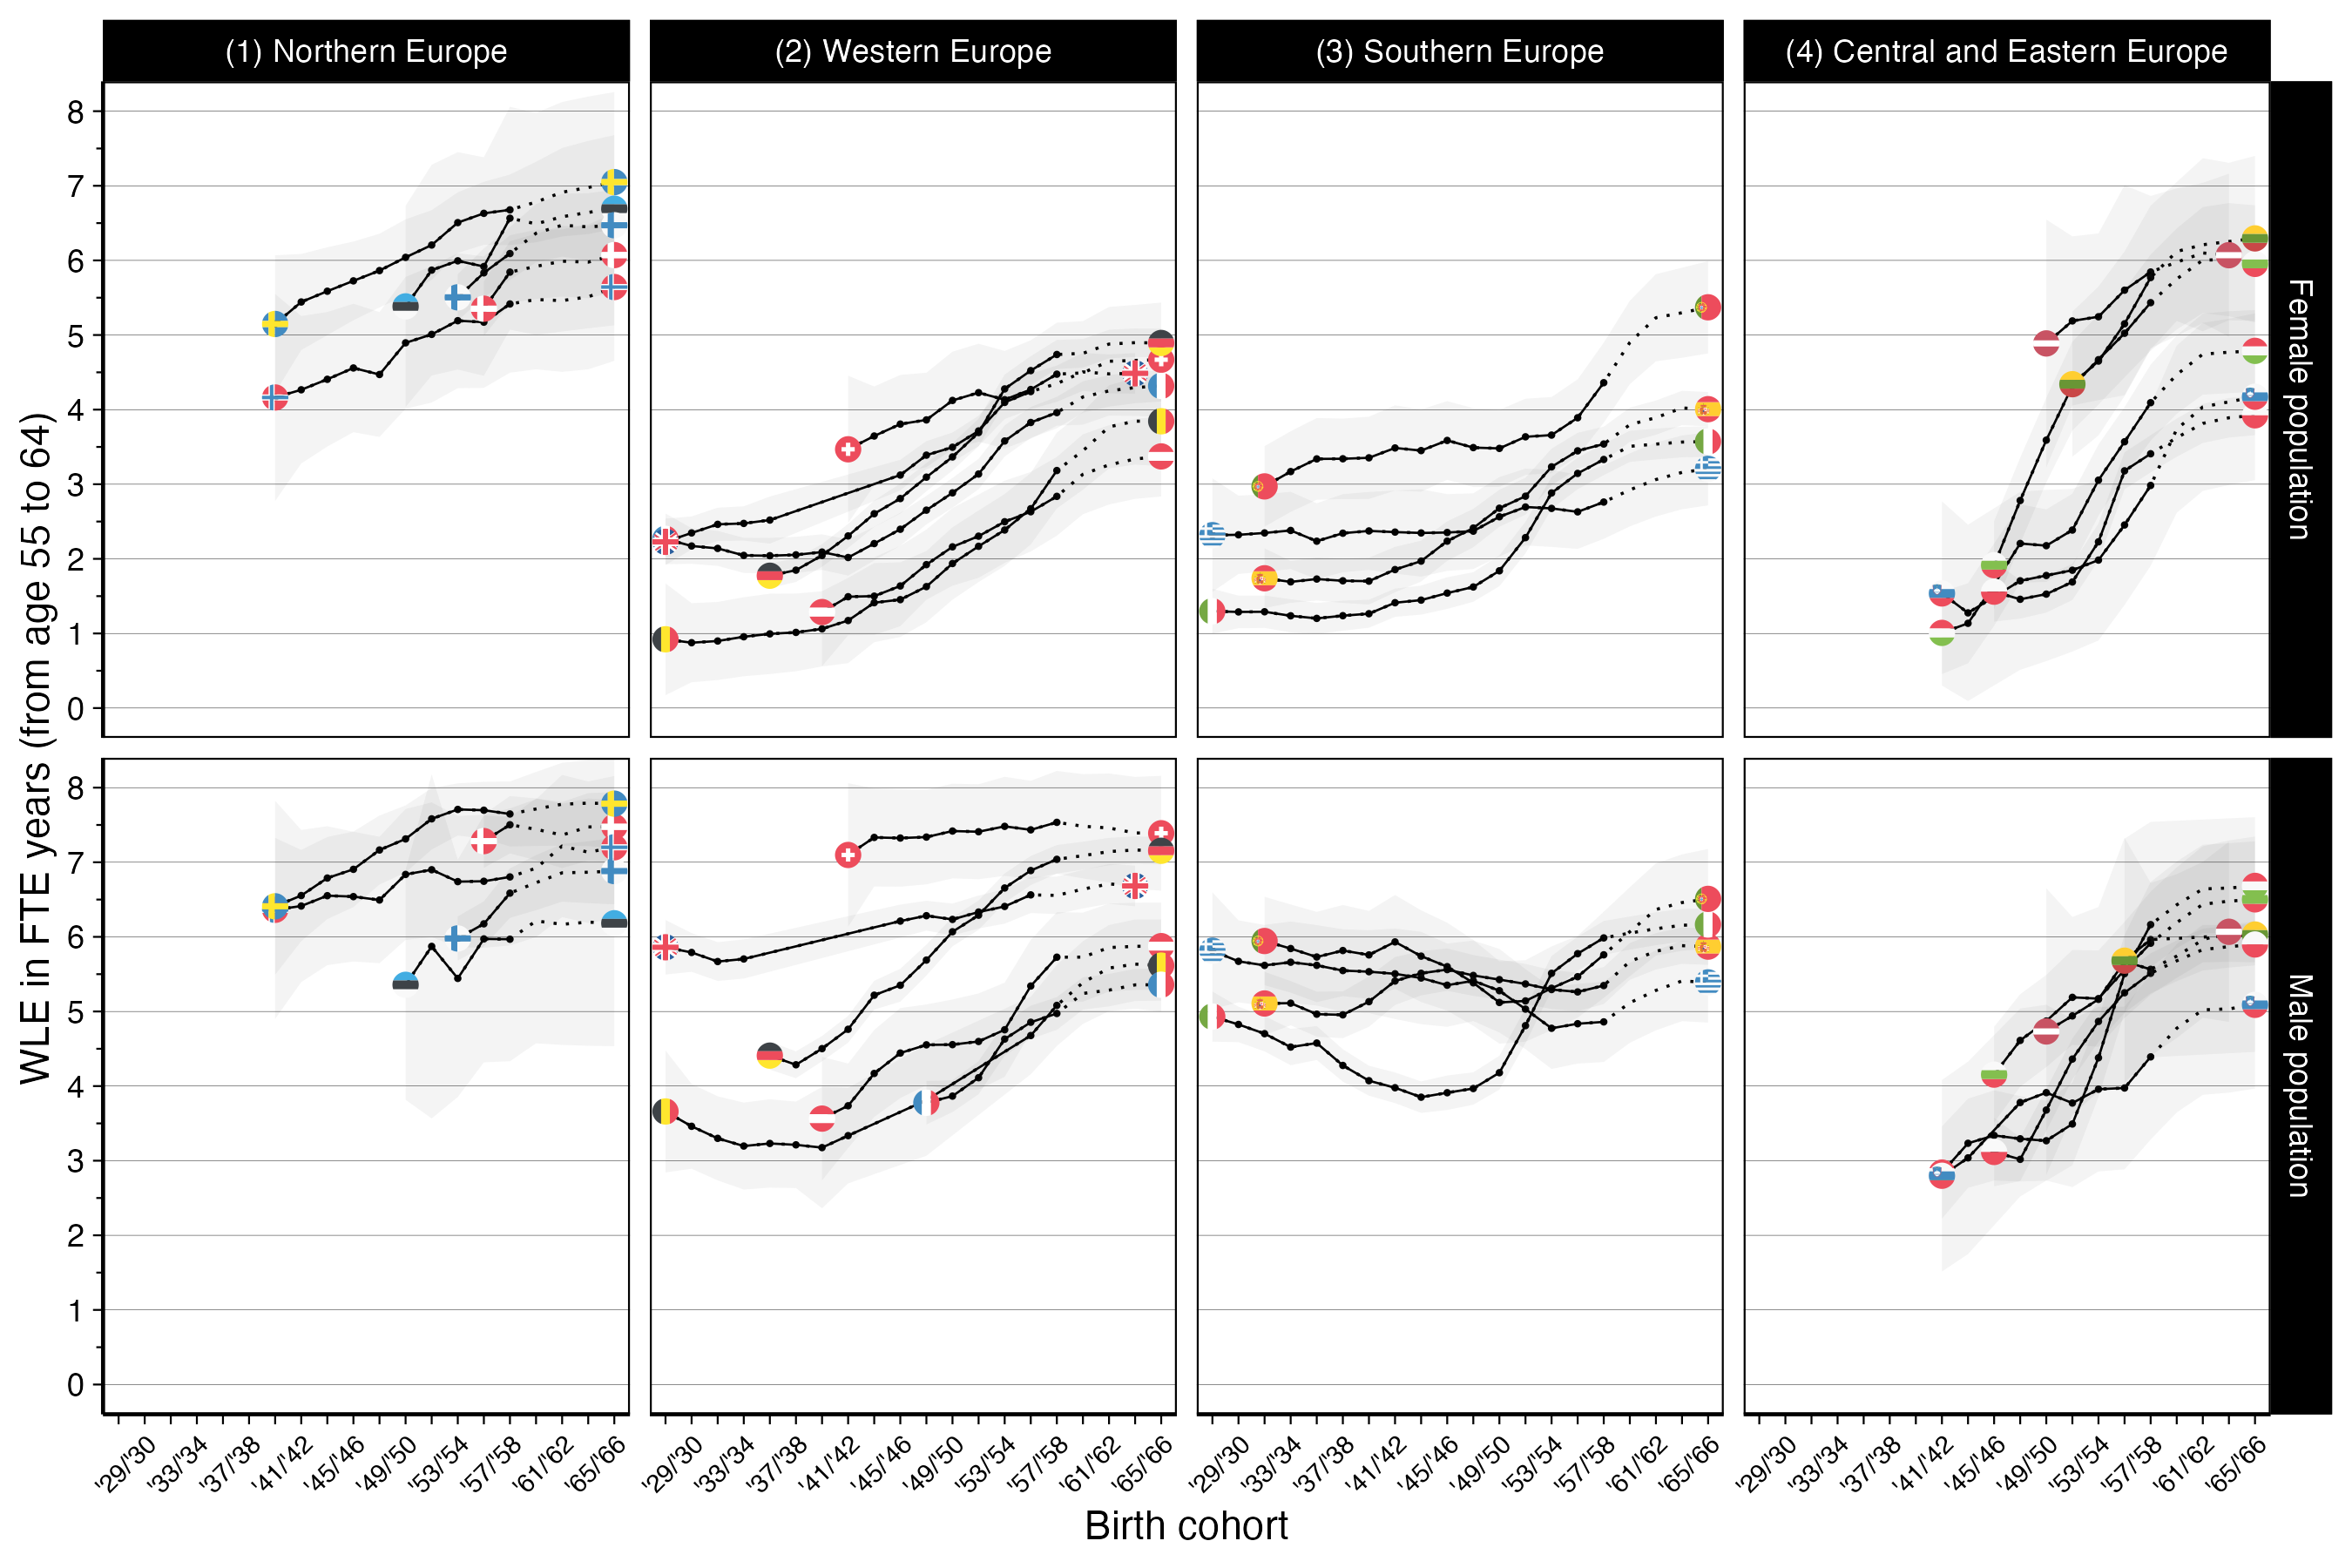 (1) Northern Europe
(2) Western Europe
(3) Southern Europe
(4) Central and Eastern Europe
WLE in FTE years (from age 55 to 64)
8
7
6
5
4
3
2
1
0
Female population
8
7
6
5
4
3
2
1
0
Male population
'29/'30 '33/'34 '37/'38 '41/'42 '45/'46 '49/'50 '53/'54 '57/'58 '61/'62 '65/'66
'29/'30 '33/'34 '37/'38 '41/'42 '45/'46 '49/'50 '53/'54 '57/'58 '61/'62 '65/'66
'29/'30 '33/'34 '37/'38 '41/'42 '45/'46 '49/'50 '53/'54 '57/'58 '61/'62 '65/'66
'29/'30 '33/'34 '37/'38 '41/'42 '45/'46 '49/'50 '53/'54 '57/'58 '61/'62 '65/'66
Birth cohort